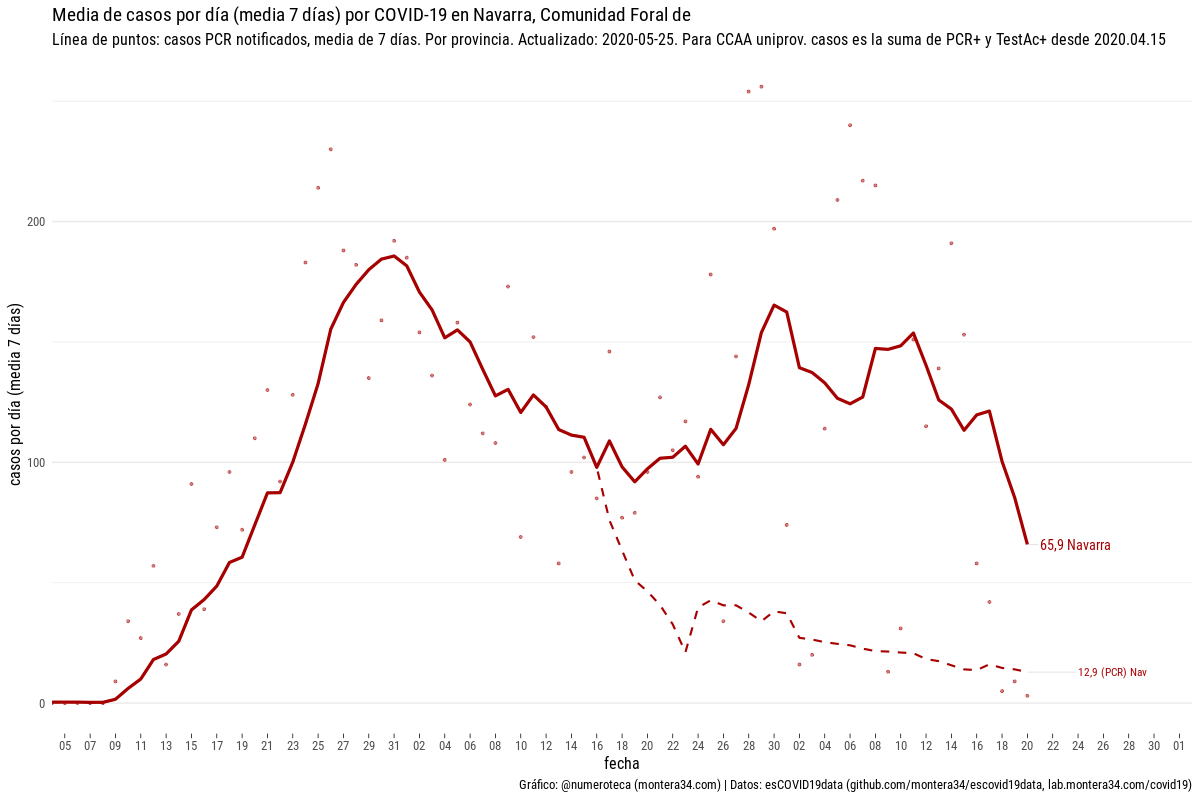 Media de casos por día (media 7 días) por COVID-19 en Navarra, Comunidad Foral de
Línea de puntos: casos PCR notificados, media de 7 días. Por provincia. Actualizado: 2020-05-25. Para CCAA uniprov. casos es la suma de PCR+ y TestAc+ desde 2020.04.15
casos por día (media 7 días)
200
100
0
65,9 Navarra
12,9 (PCR) Nav
05 07 09 11 13 15 17 19 21 23 25 27 29 31 02 04 06 08 10 12 14 16 18 20 22 24 26 28 30 02 04 06 08 10 12 14 16 18 20 22 24 26 28 30 01
fecha
Gráfico: @numeroteca (montera34.com) | Datos: esCOVID19data (github.com/montera34/escovid19data, lab.montera34.com/covid19)